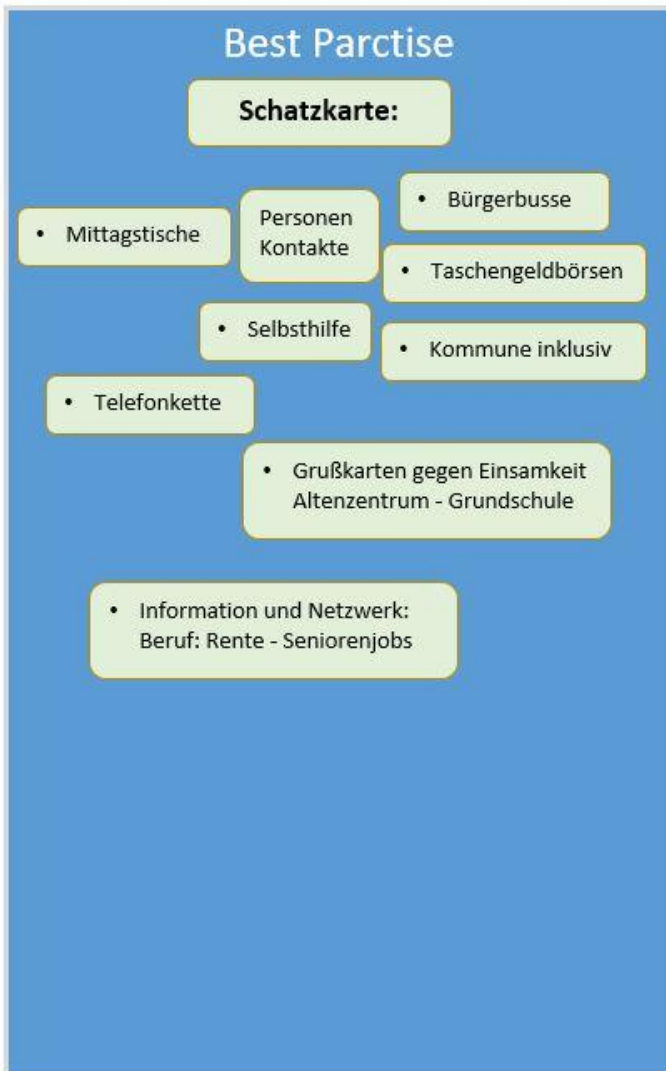 Best Parctise
Schatzkarte:
• Mittagstische
Personen
Kontakte
• Bürgerbusse
• Taschengeldbörsen
• Selbsthilfe
• Kommune inklusiv
• Telefonkette
• Grußkarten gegen Einsamkeit
Altenzentrum - Grundschule
• Information und Netzwerk:
Beruf: Rente - Seniorenjobs